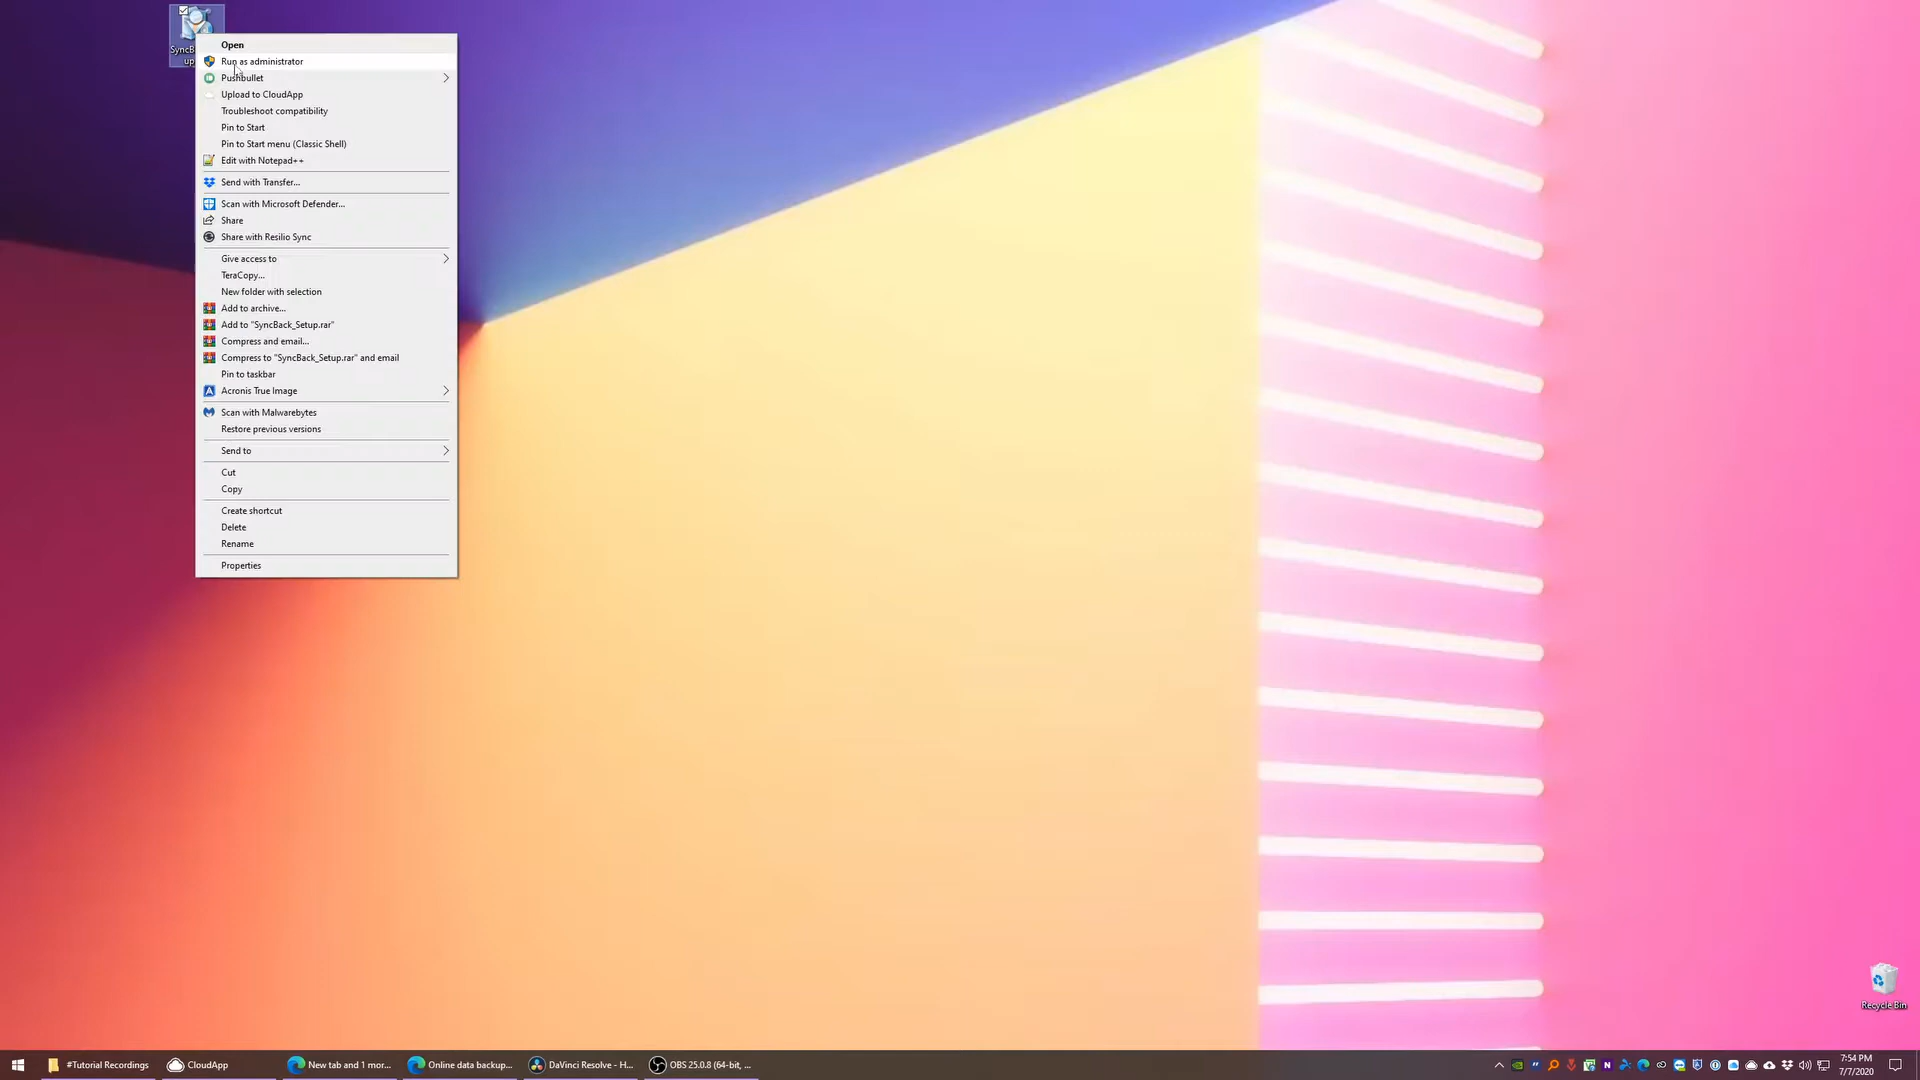 SyncB
up
Open
Run as administrator
Pushbullet
Upload to CloudApp
Troubleshoot compatibility
Pin to Start
Pin to Start menu (Classic Shell)
Edit with Notepad++
Send with Transfer...
Scan with Microsoft Defender...
Share
Share with Resilio Sync
Give access to
TeraCopy...
New folder with selection
Add to archive...
Add to "SyncBack_Setup.rar"
Compress and email...
Compress to "SyncBack_Setup.rar" and email
Pin to taskbar
Acronis True Image
Scan with Malwarebytes
Restore previous versions
Send to
Cut
Copy
Create shortcut
Delete
Rename
Properties
Recycle Bin
#Tutorial Recordings
CloudApp
New tab and 1 mor...
Online data backup...
DaVinci Resolve - H...
OBS 25.0.8 (64-bit, ...
7:54 PM
7/7/2020